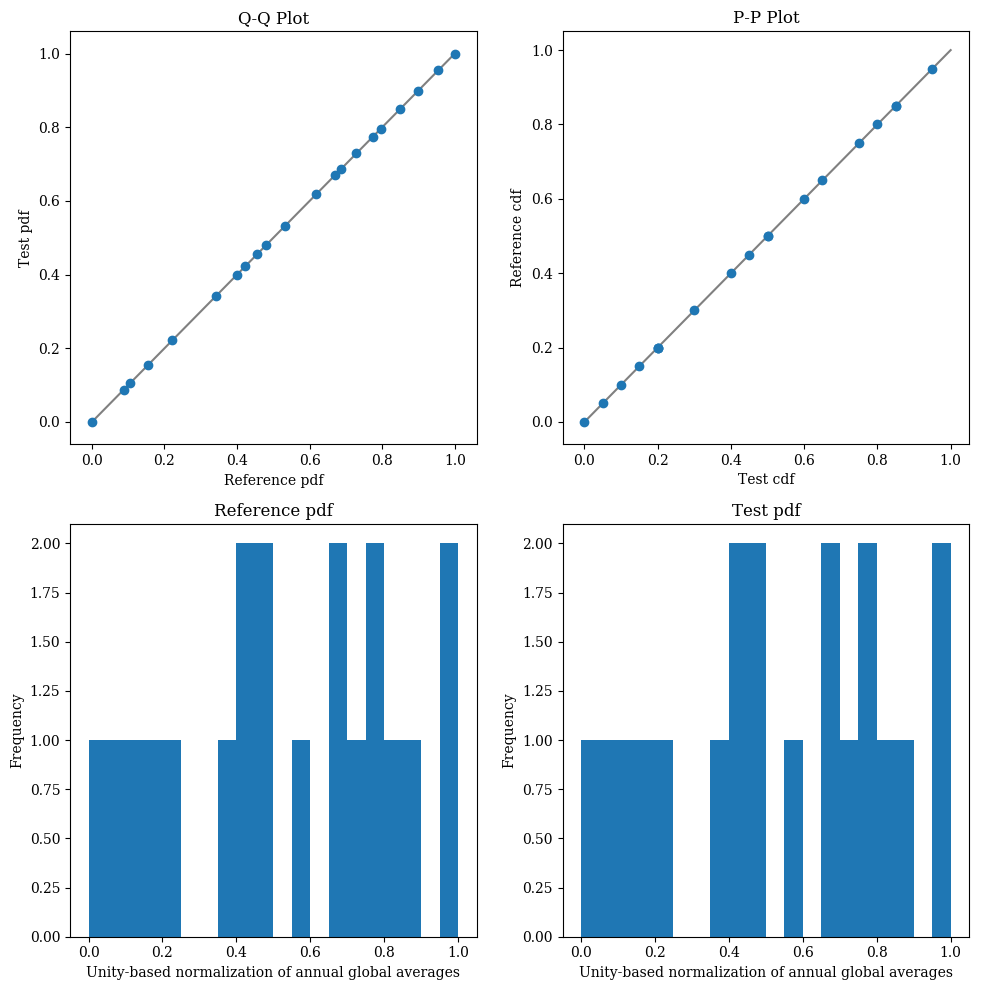 Q-Q Plot
Test pdf
1.0
0.8
0.6
0.4
0.2
0.0
0.0 0.2 0.4 0.6 0.8 1.0
Reference pdf
P-P Plot
Reference cdf
1.0
0.8
0.6
0.4
0.2
0.0
0.0 0.2 0.4 0.6 0.8 1.0
Test cdf
Reference pdf
Frequency
2.00
1.75
1.50
1.25
1.00
0.75
0.50
0.25
0.00
0.0 0.2 0.4 0.6 0.8 1.0
Unity-based normalization of annual global averages
Test pdf
Frequency
2.00
1.75
1.50
1.25
1.00
0.75
0.50
0.25
0.00
0.0 0.2 0.4 0.6 0.8 1.0
Unity-based normalization of annual global averages